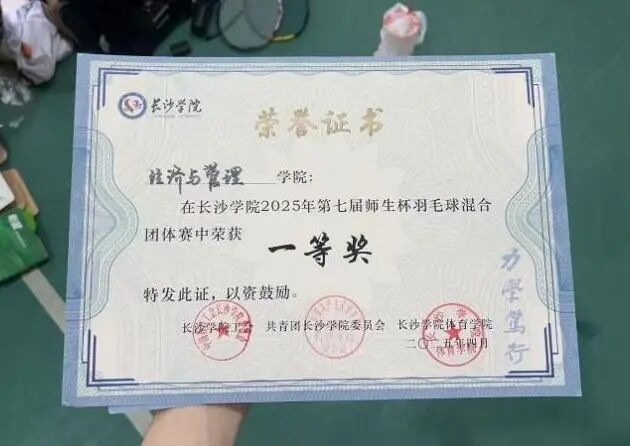 长沙学院
荣誉证书
经济与管理 学院：
在长沙学院2025年第七届师生杯羽毛球混合
团体赛中荣获
一等奖
特发此证，以资鼓励。
长沙学院工会 共青团长沙学院委员会 长沙学院体育学院
二〇二五年四月
力学笃行